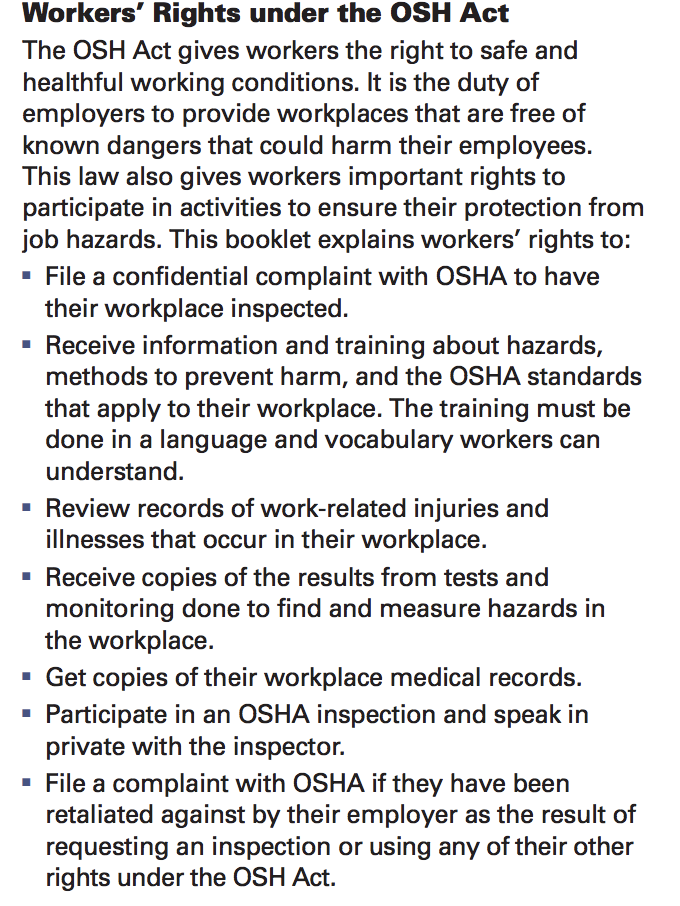 Workers’ Rights under the OSH Act
The OSH Act gives workers the right to safe and
healthful working conditions. It is the duty of
employers to provide workplaces that are free of
known dangers that could harm their employees.
This law also gives workers important rights to
participate in activities to ensure their protection from
job hazards. This booklet explains workers’ rights to:
▪ File a confidential complaint with OSHA to have
their workplace inspected.
▪ Receive information and training about hazards,
methods to prevent harm, and the OSHA standards
that apply to their workplace. The training must be
done in a language and vocabulary workers can
understand.
▪ Review records of work-related injuries and
illnesses that occur in their workplace.
▪ Receive copies of the results from tests and
monitoring done to find and measure hazards in
the workplace.
▪ Get copies of their workplace medical records.
▪ Participate in an OSHA inspection and speak in
private with the inspector.
▪ File a complaint with OSHA if they have been
retaliated against by their employer as the result of
requesting an inspection or using any of their other
rights under the OSH Act.